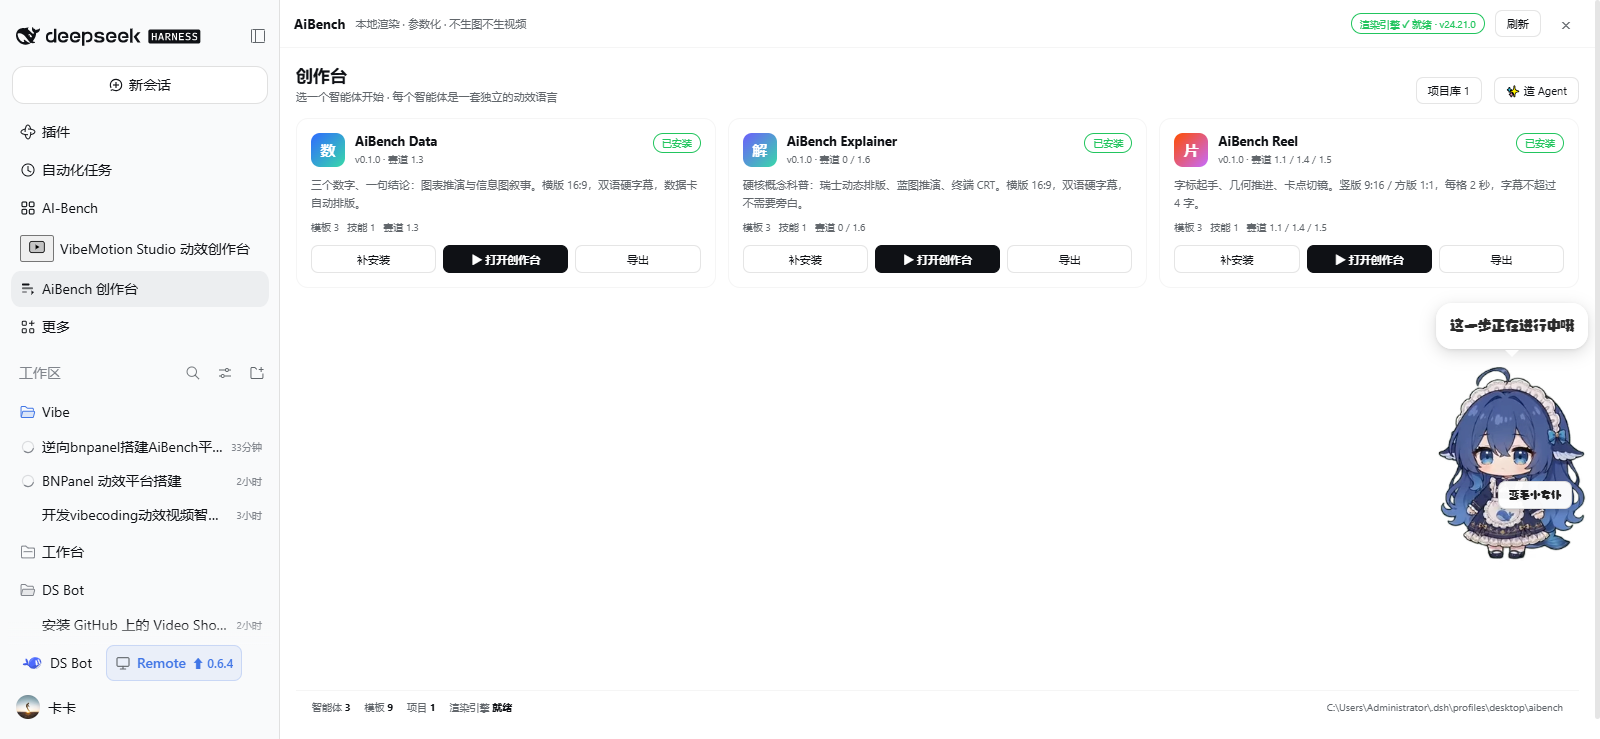 deepseek HARNESS
新会话
插件
自动化任务
AI-Bench
VibeMotion Studio 动效创作台
AiBench 创作台
更多
工作区
Vibe
逆向bnpanel搭建AiBench平... 33分钟
BNPanel 动效平台搭建 2小时
开发vibecoding动效视频智... 3小时
工作台
DS Bot
安装 GitHub 上的 Video Sho... 2小时
DS Bot
Remote 0.6.4
卡卡
AiBench 本地渲染 · 参数化 · 不生图不生视频
渲染引擎 ✓ 就绪 · v24.21.0
刷新
×
创作台
选一个智能体开始 · 每个智能体是一套独立的动效语言
项目库 1
造 Agent
数
AiBench Data
v0.1.0 · 赛道 1.3
已安装
三个数字、一句结论：图表推演与信息图叙事。横版 16:9，双语硬字幕，数据卡
自动排版。
模板 3 技能 1 赛道 1.3
补安装
▶ 打开创作台
导出
解
AiBench Explainer
v0.1.0 · 赛道 0 / 1.6
已安装
硬核概念科普：瑞士动态排版、蓝图推演、终端 CRT。横版 16:9，双语硬字幕，
不需要旁白。
模板 3 技能 1 赛道 0 / 1.6
补安装
▶ 打开创作台
导出
片
AiBench Reel
v0.1.0 · 赛道 1.1 / 1.4 / 1.5
已安装
字标起手、几何推进、卡点切镜。竖版 9:16 / 方版 1:1，每格 2 秒，字幕不超过
4 字。
模板 3 技能 1 赛道 1.1 / 1.4 / 1.5
补安装
▶ 打开创作台
导出
这一步正在进行中哦
蓝毛小女仆
智能体 3 模板 9 项目 1 渲染引擎 就绪
C:\Users\Administrator\.dsh\profiles\desktop\aibench